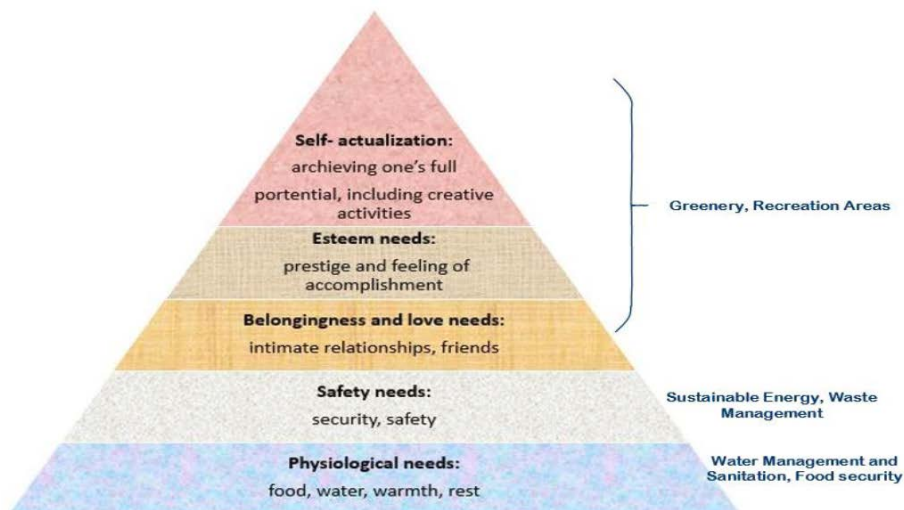 Self- actualization:
archieving one's full
portential, including creative
activities
Greenery, Recreation Areas
Esteem needs:
prestige and feeling of
accomplishment
Belongingness and love needs:
intimate relationships, friends
Safety needs:
security, safety
Sustainable Energy, Waste
Management
Physiological needs:
food, water, warmth, rest
Water Management and
Sanitation, Food security